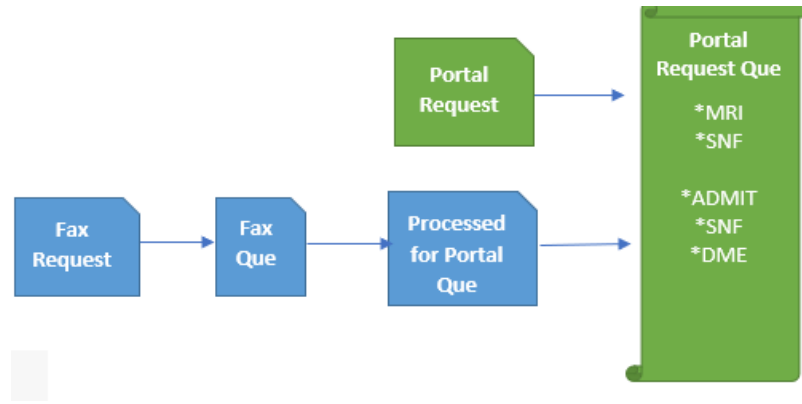 Portal
Request
Portal
Request Que
*MRI
*SNF
*ADMIT
*SNF
*DME
Fax
Request
Fax
Que
Processed
for Portal
Que